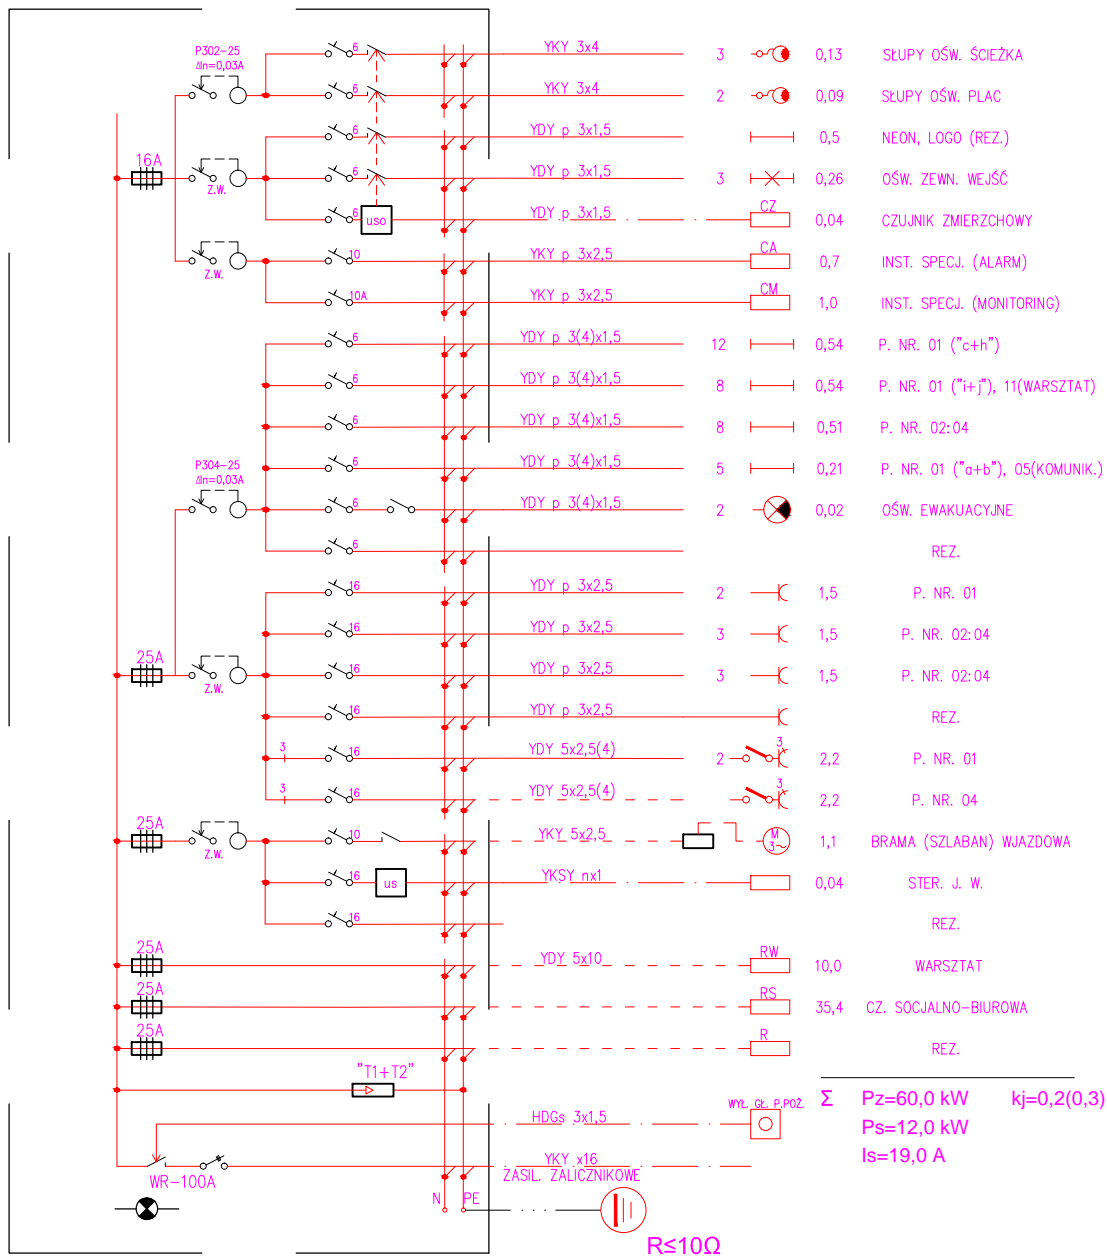 P302-25
ΔIn=0,03A
6 YKY 3x4 3 0,13 SŁUPY OŚW. ŚCIEŻKA
6 YKY 3x4 2 0,09 SŁUPY OŚW. PLAC
6 YDY p 3x1,5 0,5 NEON, LOGO (REZ.)
16A Z.W. 6 YDY p 3x1,5 3 0,26 OŚW. ZEWN. WEJŚĆ
6 uso YDY p 3x1,5 CZ 0,04 CZUJNIK ZMIERZCHOWY
Z.W. 10 YKY p 3x2,5 CA 0,7 INST. SPECJ. (ALARM)
10A YKY p 3x2,5 CM 1,0 INST. SPECJ. (MONITORING)
6 YDY p 3(4)x1,5 12 0,54 P. NR. 01 ("c+h")
6 YDY p 3(4)x1,5 8 0,54 P. NR. 01 ("i+j"), 11(WARSZTAT)
6 YDY p 3(4)x1,5 8 0,51 P. NR. 02:04
P304-25
ΔIn=0,03A
6 YDY p 3(4)x1,5 5 0,21 P. NR. 01 ("a+b"), 05(KOMUNIK.)
6 YDY p 3(4)x1,5 2 0,02 OŚW. EWAKUACYJNE
6 REZ.
16 YDY p 3x2,5 2 1,5 P. NR. 01
16 YDY p 3x2,5 3 1,5 P. NR. 02:04
25A Z.W. 16 YDY p 3x2,5 3 1,5 P. NR. 02:04
16 YDY p 3x2,5 REZ.
3 16 YDY 5x2,5(4) 2 3 2,2 P. NR. 01
3 16 YDY 5x2,5(4) 3 2,2 P. NR. 04
25A Z.W. 10 YKY 5x2,5 M 3~ 1,1 BRAMA (SZLABAN) WJAZDOWA
16 us YKSY nx1 0,04 STER. J. W.
16 REZ.
25A YDY 5x10 RW 10,0 WARSZTAT
25A RS 35,4 CZ. SOCJALNO-BIUROWA
25A R REZ.
"T1+T2"
Σ Pz=60,0 kW kj=0,2(0,3)
Ps=12,0 kW
Is=19,0 A
HDGs 3x1,5 WYŁ. GŁ. P.POŻ.
WR-100A YKY x16
ZASIL. ZALICZNIKOWE
N PE
R≤10Ω